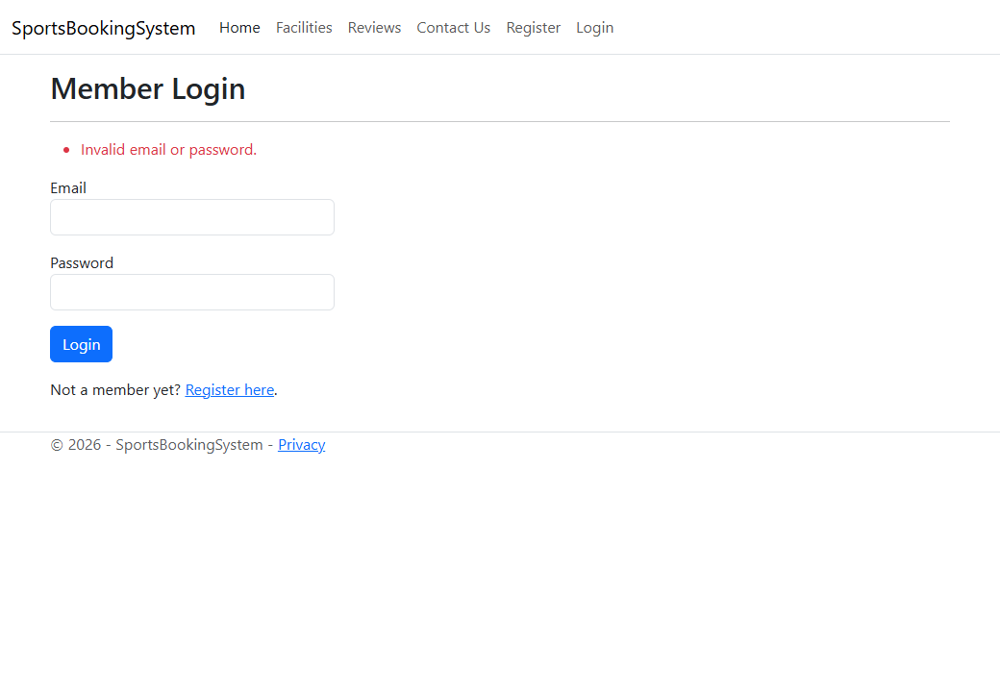 SportsBookingSystem Home Facilities Reviews Contact Us Register Login
Member Login
Invalid email or password.
Email
Password
Login
Not a member yet? Register here.
© 2026 - SportsBookingSystem - Privacy